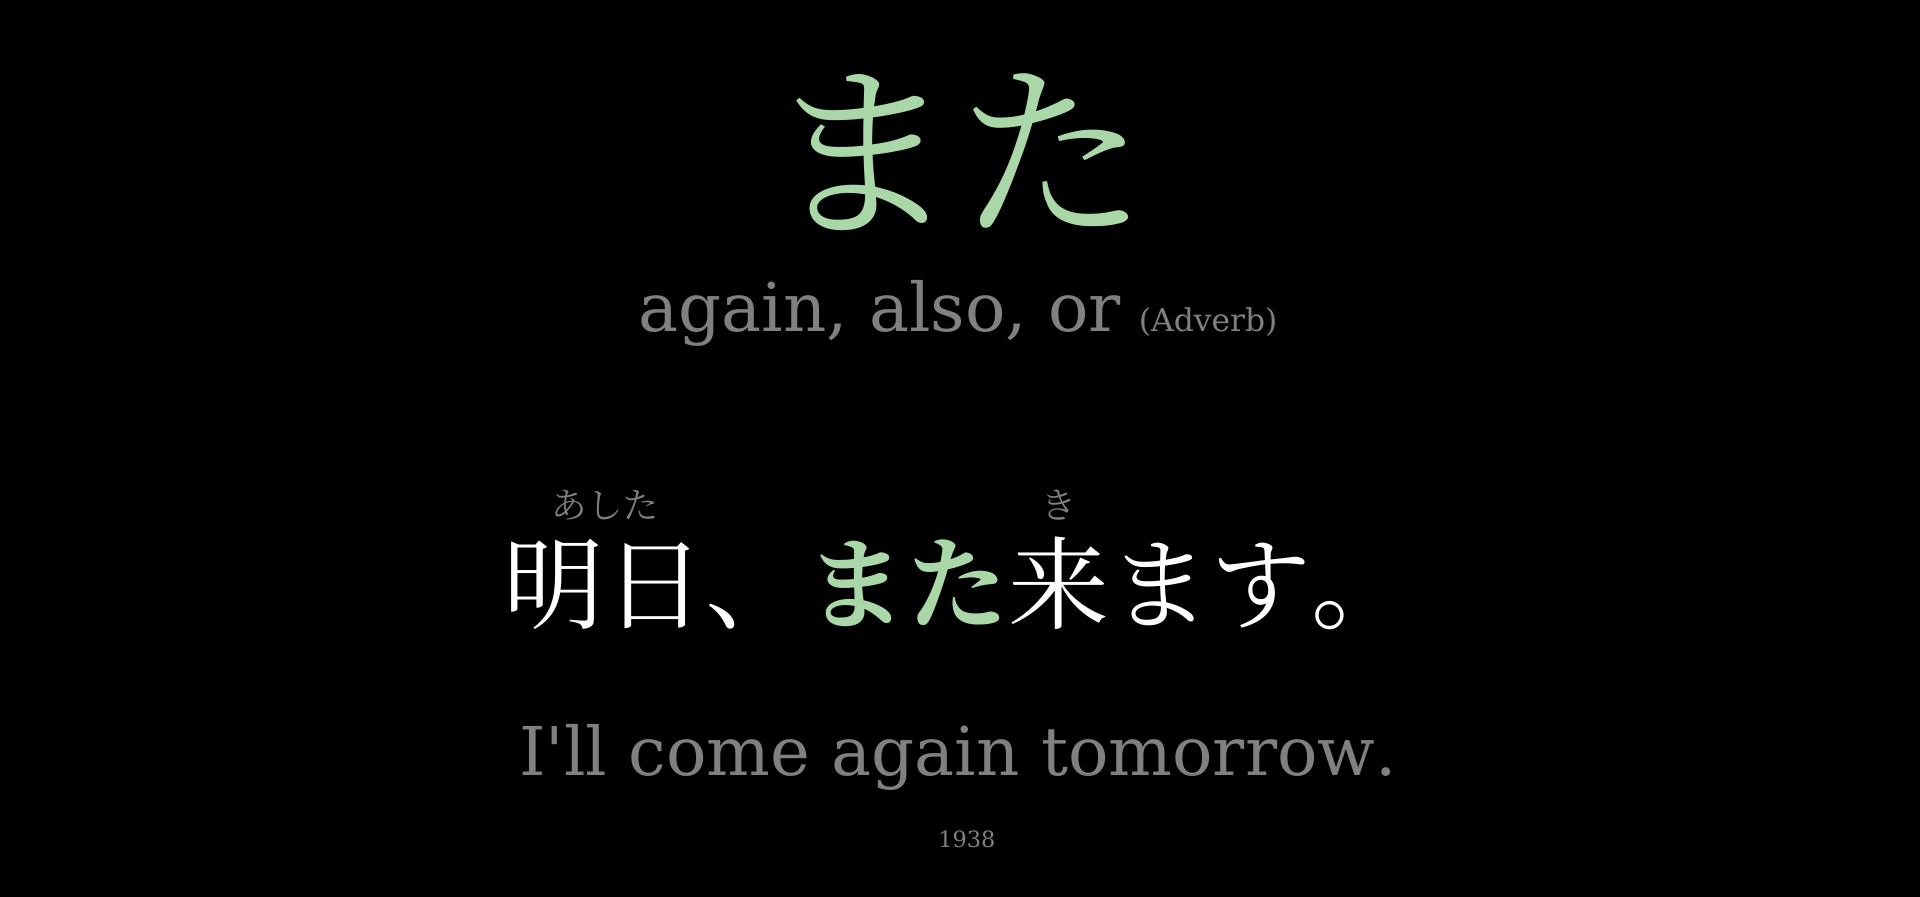 また
again, also, or (Adverb)
あした き
明日、また来ます。
I'll come again tomorrow.
1938